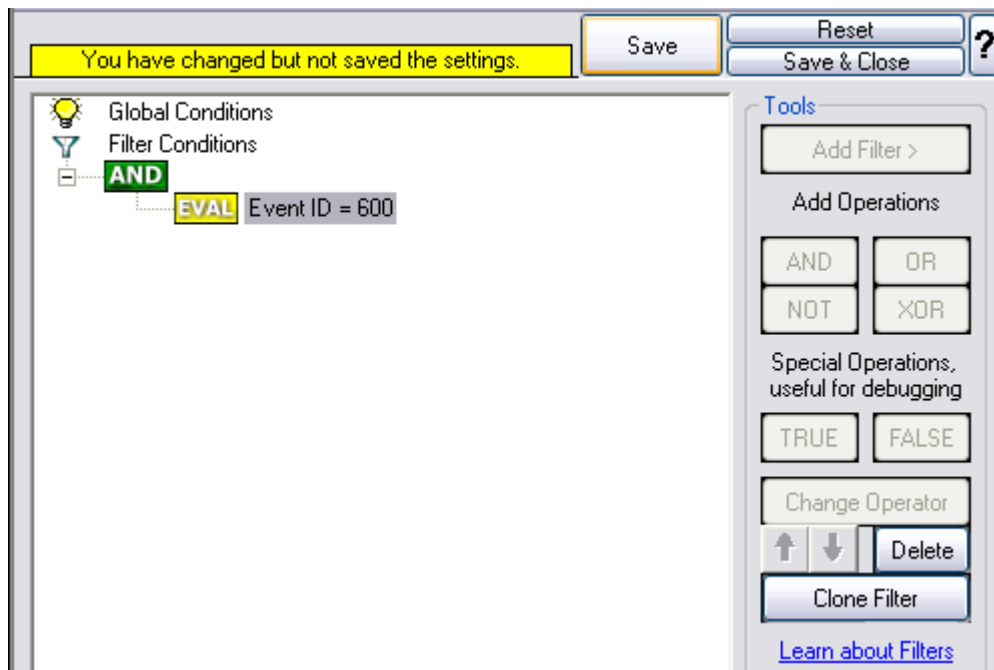 You have changed but not saved the settings.
Save
Reset
Save & Close
?
Global Conditions
Filter Conditions
AND
EVAL Event ID = 600
Tools
Add Filter >
Add Operations
AND OR
NOT XOR
Special Operations,
useful for debugging
TRUE FALSE
Change Operator
Delete
Clone Filter
Learn about Filters